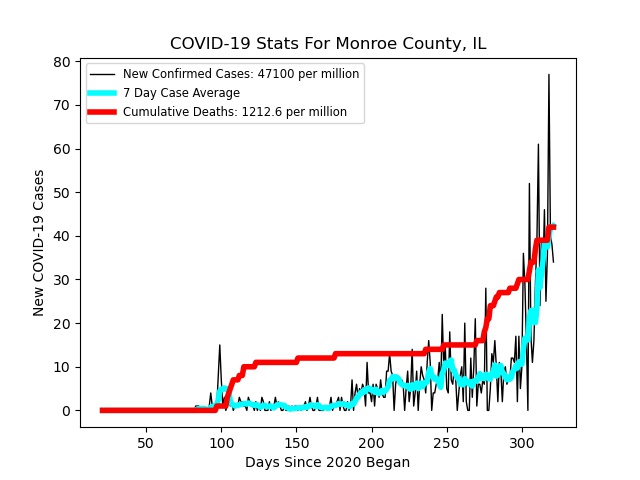 COVID-19 Stats For Monroe County, IL
New Confirmed Cases: 47100 per million
7 Day Case Average
Cumulative Deaths: 1212.6 per million
New COVID-19 Cases
80
70
60
50
40
30
20
10
0
50 100 150 200 250 300
Days Since 2020 Began